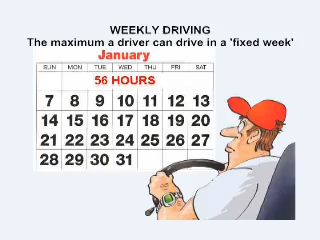 WEEKLY DRIVING
The maximum a driver can drive in a 'fixed week'
January
SUN MON TUE WED THU FRI SAT
56 HOURS
7 8 9 10 11 12 13
14 15 16 17 18 19 20
21 22 23 24 25 26 27
28 29 30 31